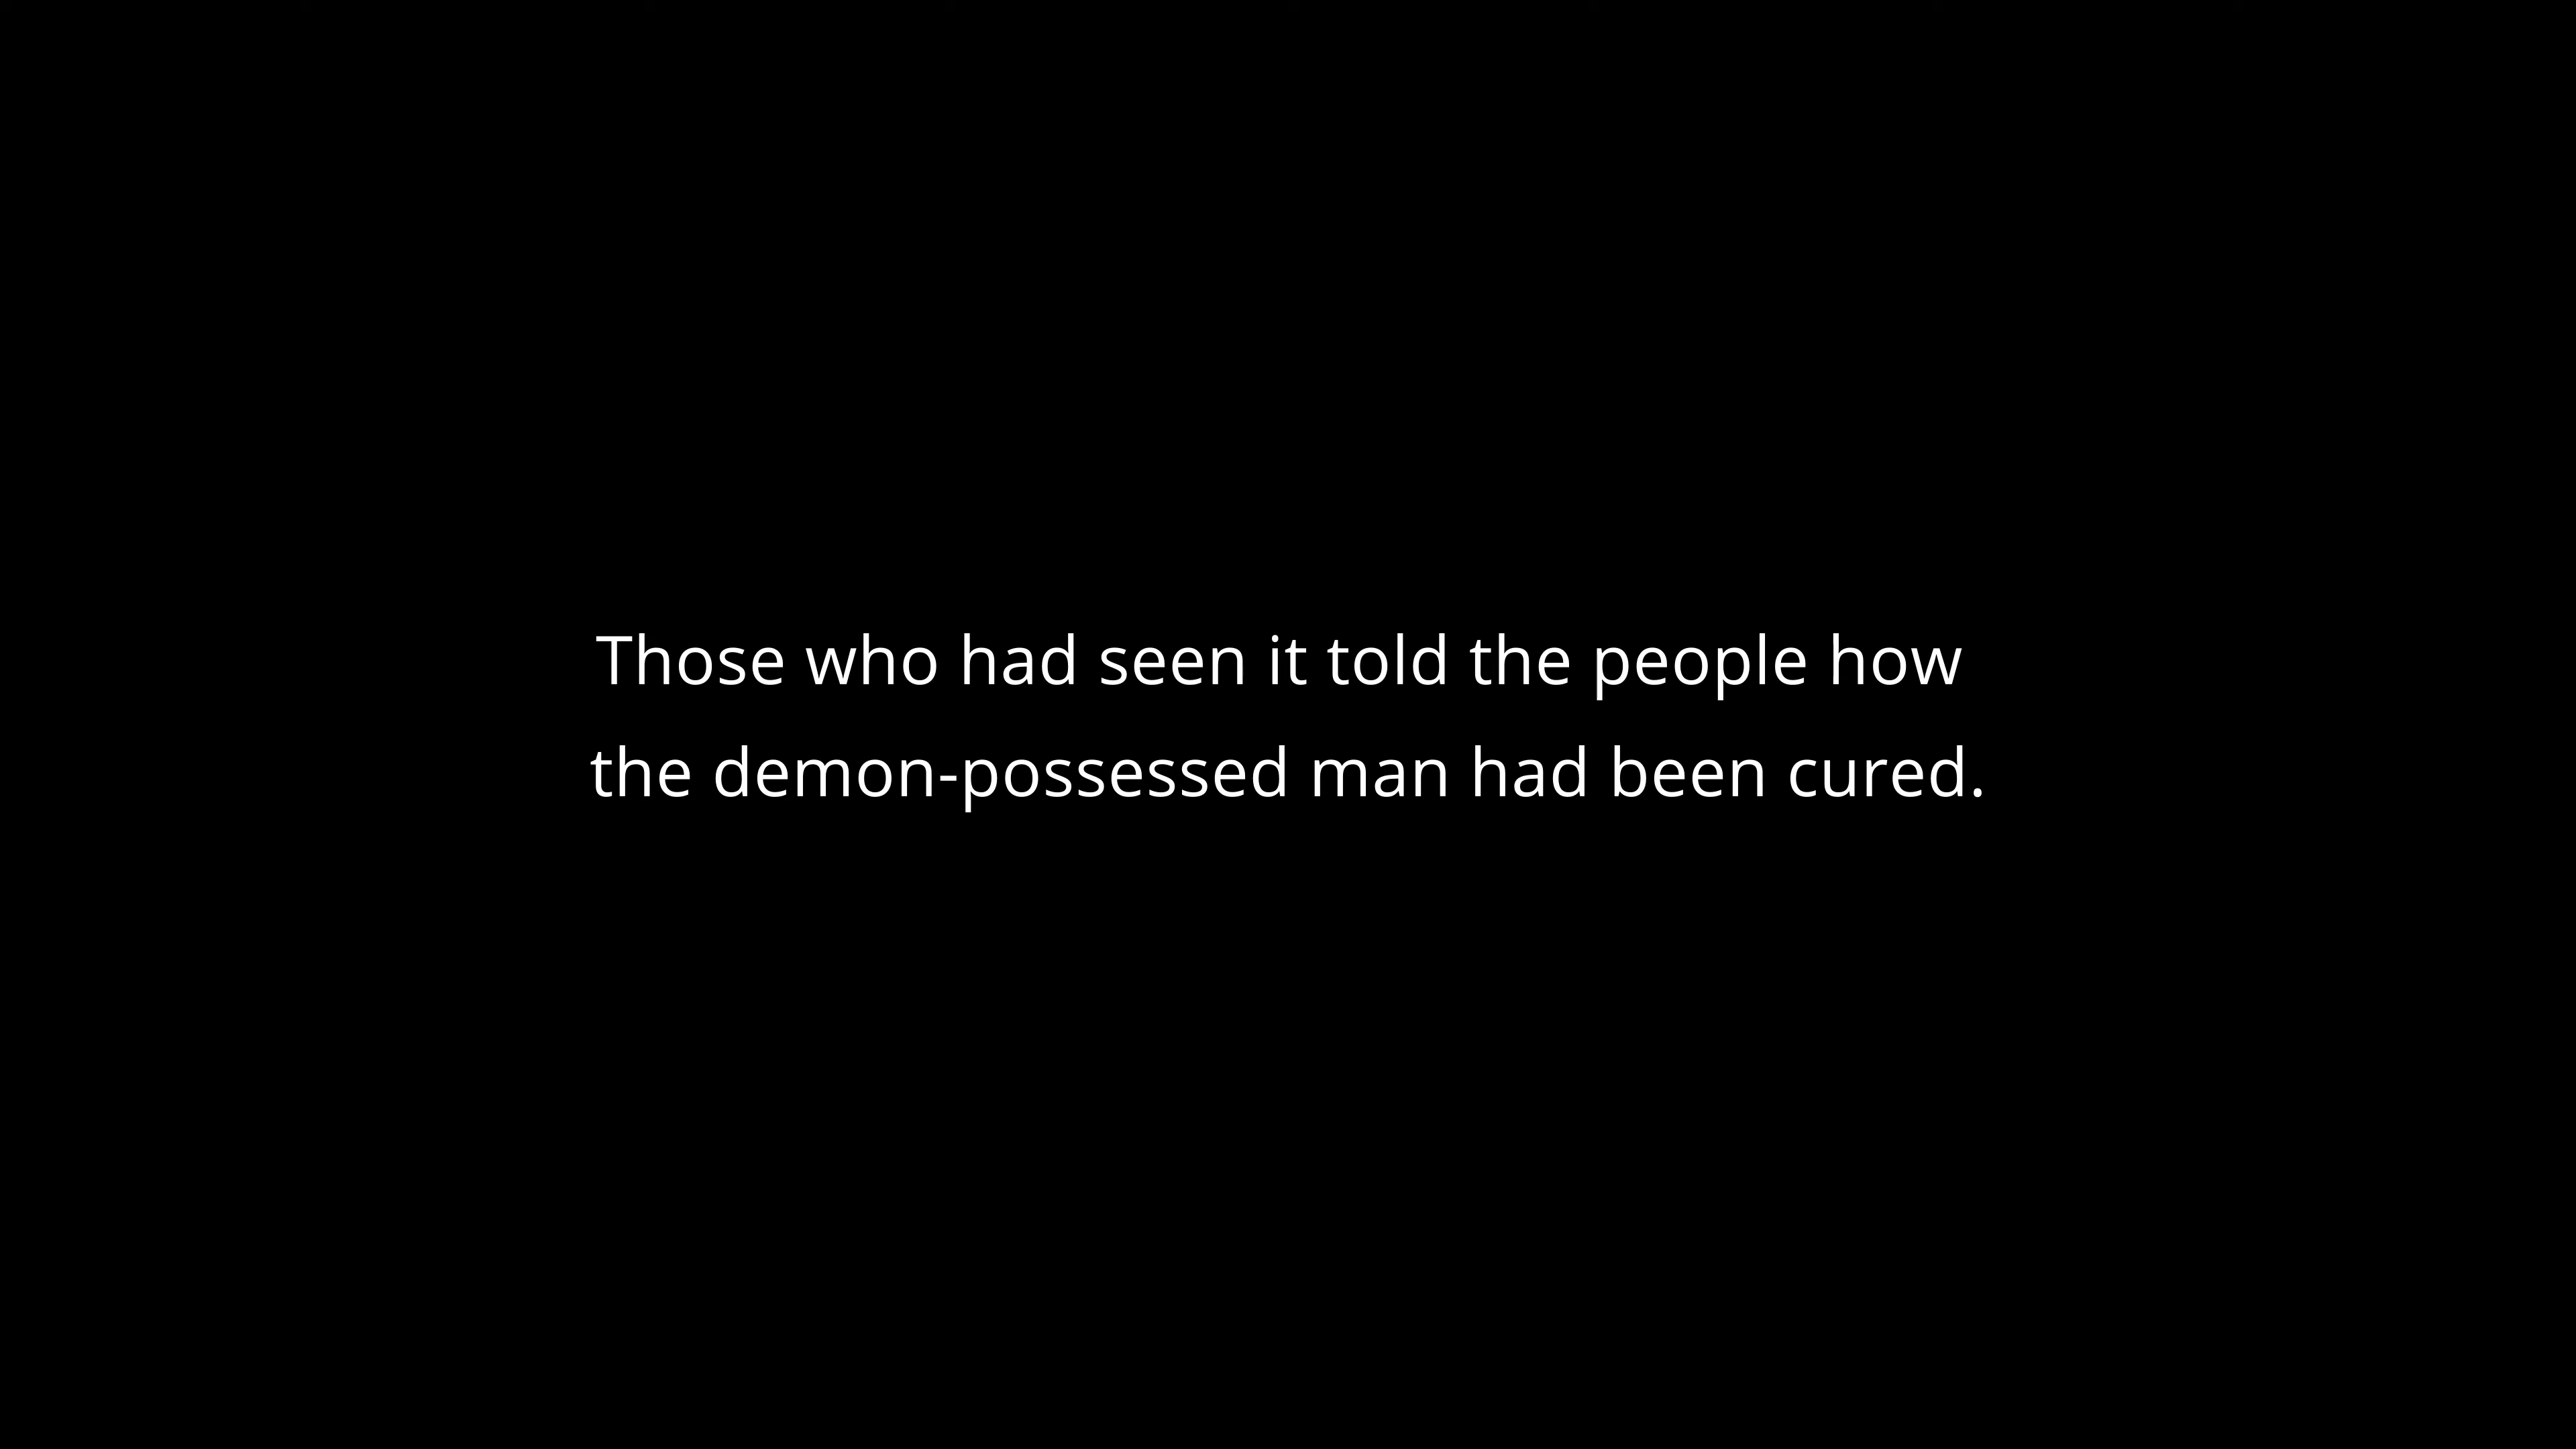 Those who had seen it told the people how
the demon-possessed man had been cured.